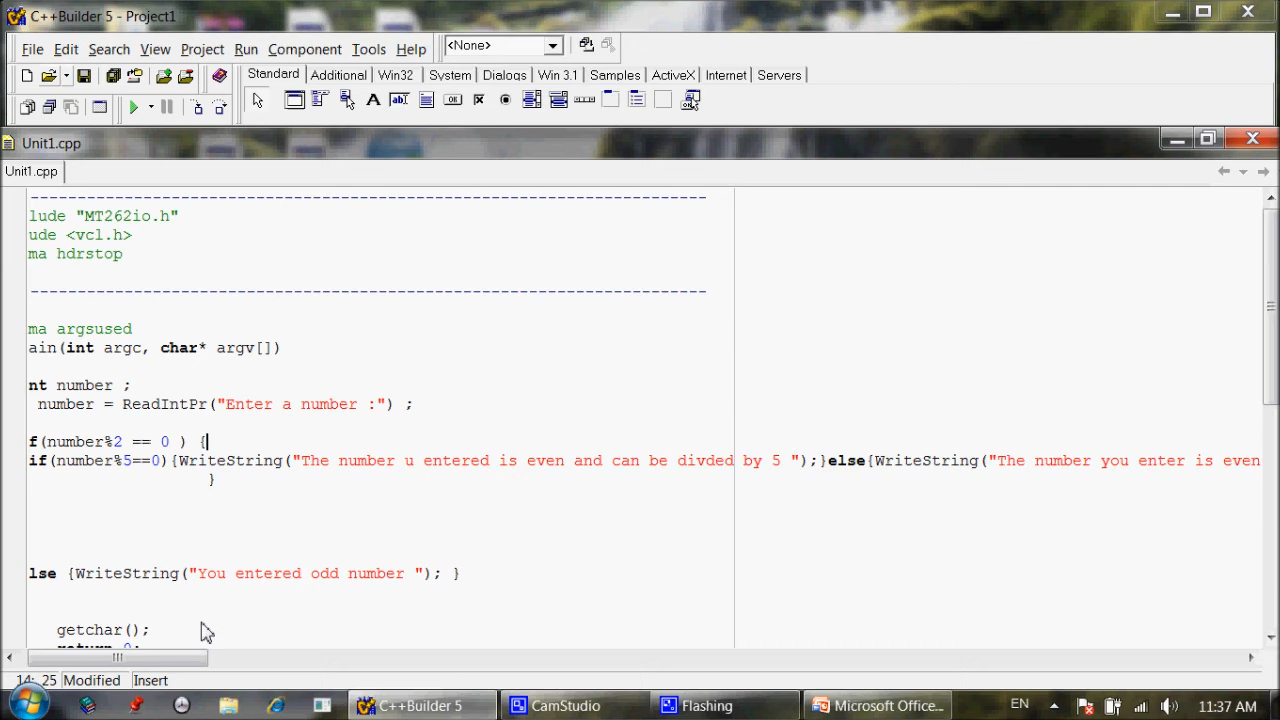 C++Builder 5 - Project1
File Edit Search View Project Run Component Tools Help <None>
Standard Additional Win32 System Dialogs Win 3.1 Samples ActiveX Internet Servers
Unit1.cpp
Unit1.cpp
--------------------------------------------------------------------------
lude "MT262io.h"
ude <vcl.h>
ma hdrstop
--------------------------------------------------------------------------
ma argsused
ain(int argc, char* argv[])
nt number ;
number = ReadIntPr("Enter a number :") ;
f(number%2 == 0 ) {
if(number%5==0){WriteString("The number u entered is even and can be divded by 5 ");}else{WriteString("The number you enter is even
}
lse {WriteString("You entered odd number "); }
getchar();
return 0;
14: 25 Modified Insert
C++Builder 5 CamStudio Flashing Microsoft Office... EN 11:37 AM